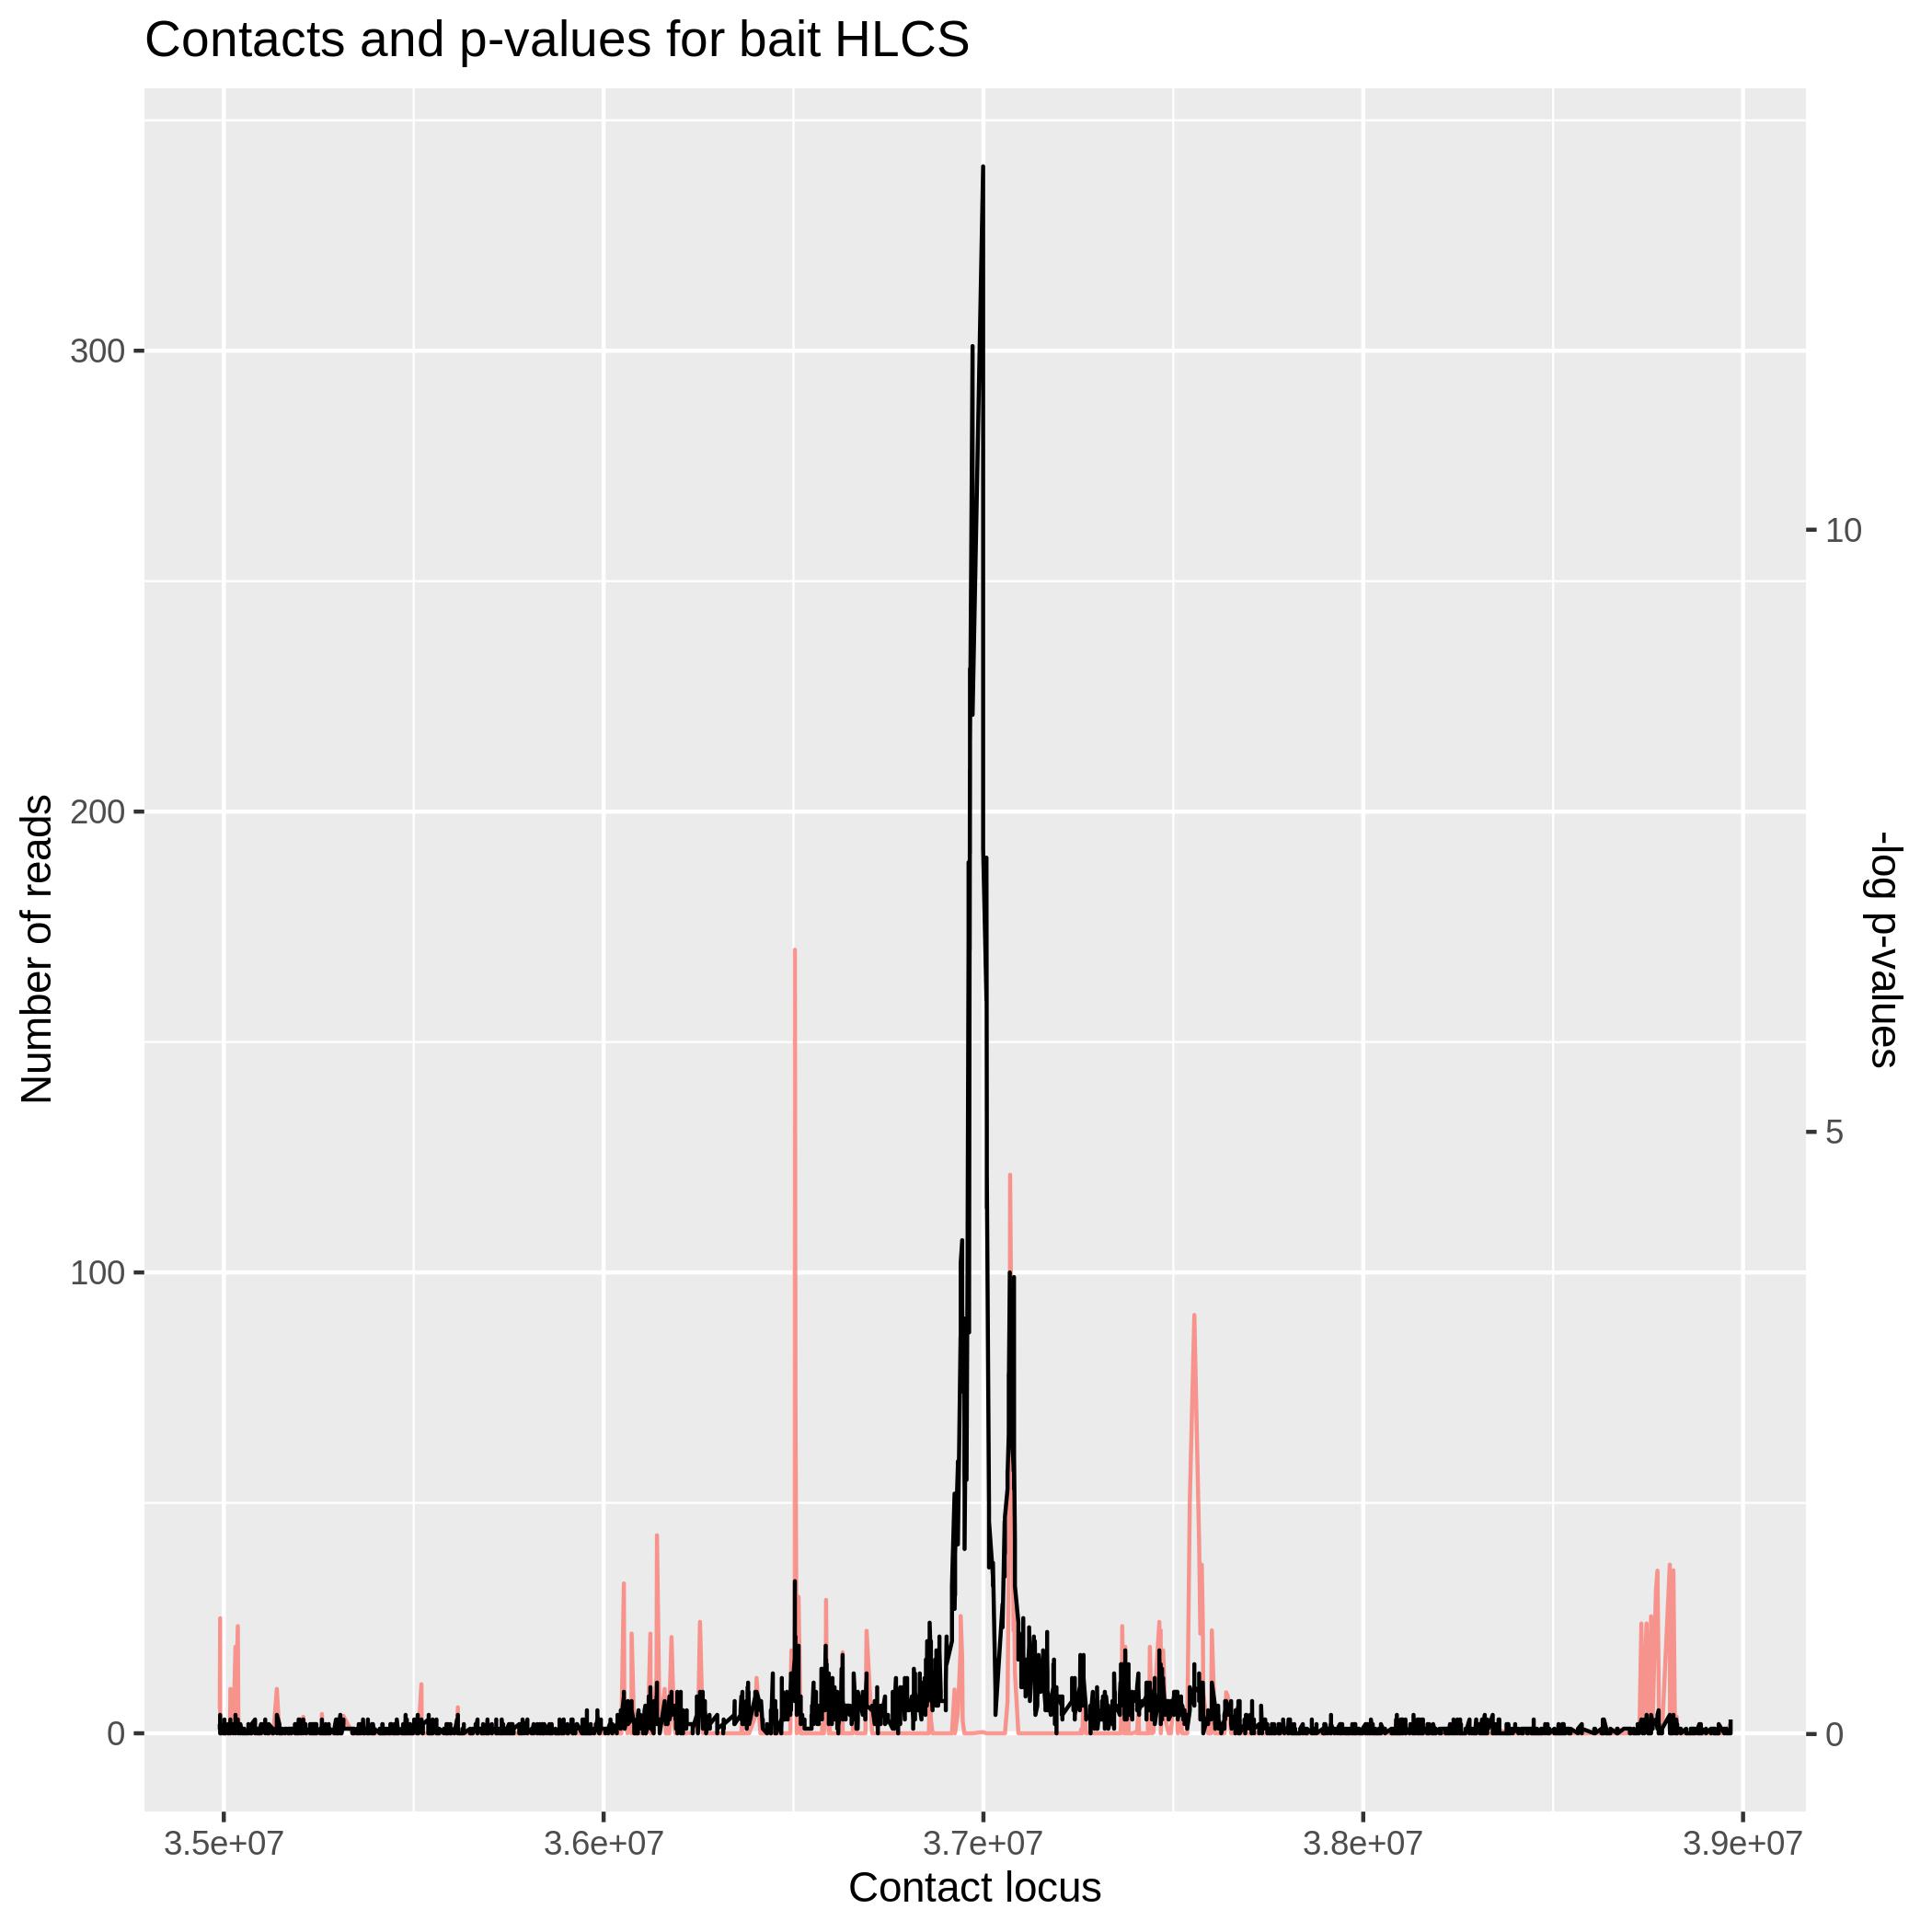 Contacts and p-values for bait HLCS
Number of reads
300
200
100
0
10
5
0
-log p-values
3.5e+07
3.6e+07
3.7e+07
3.8e+07
3.9e+07
Contact locus